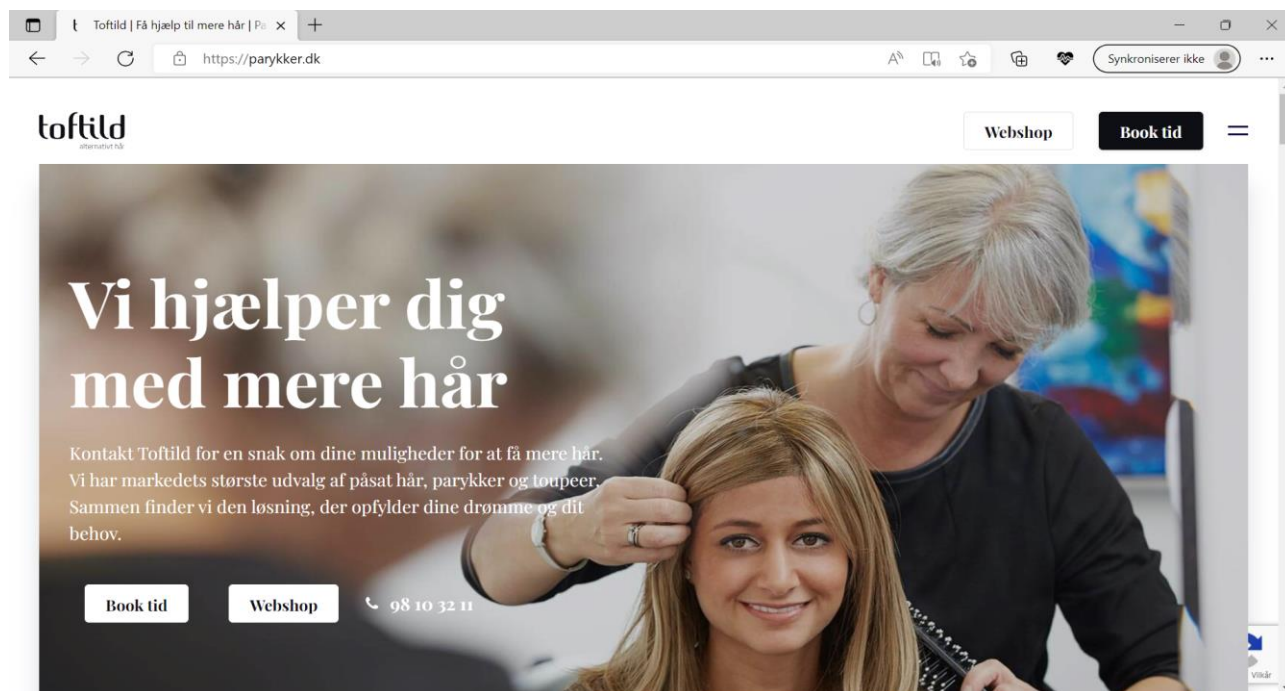 Toftild | Få hjælp til mere hår | Pa
https://parykker.dk
Synkroniserer ikke
toftild
alternativt hår
Webshop
Book tid
Vi hjælper dig
med mere hår
Kontakt Toftild for en snak om dine muligheder for at få mere hår.
Vi har markedets største udvalg af påsat hår, parykker og toupeer.
Sammen finder vi den løsning, der opfylder dine drømme og dit
behov.
Book tid
Webshop
98 10 32 11
Vilkår